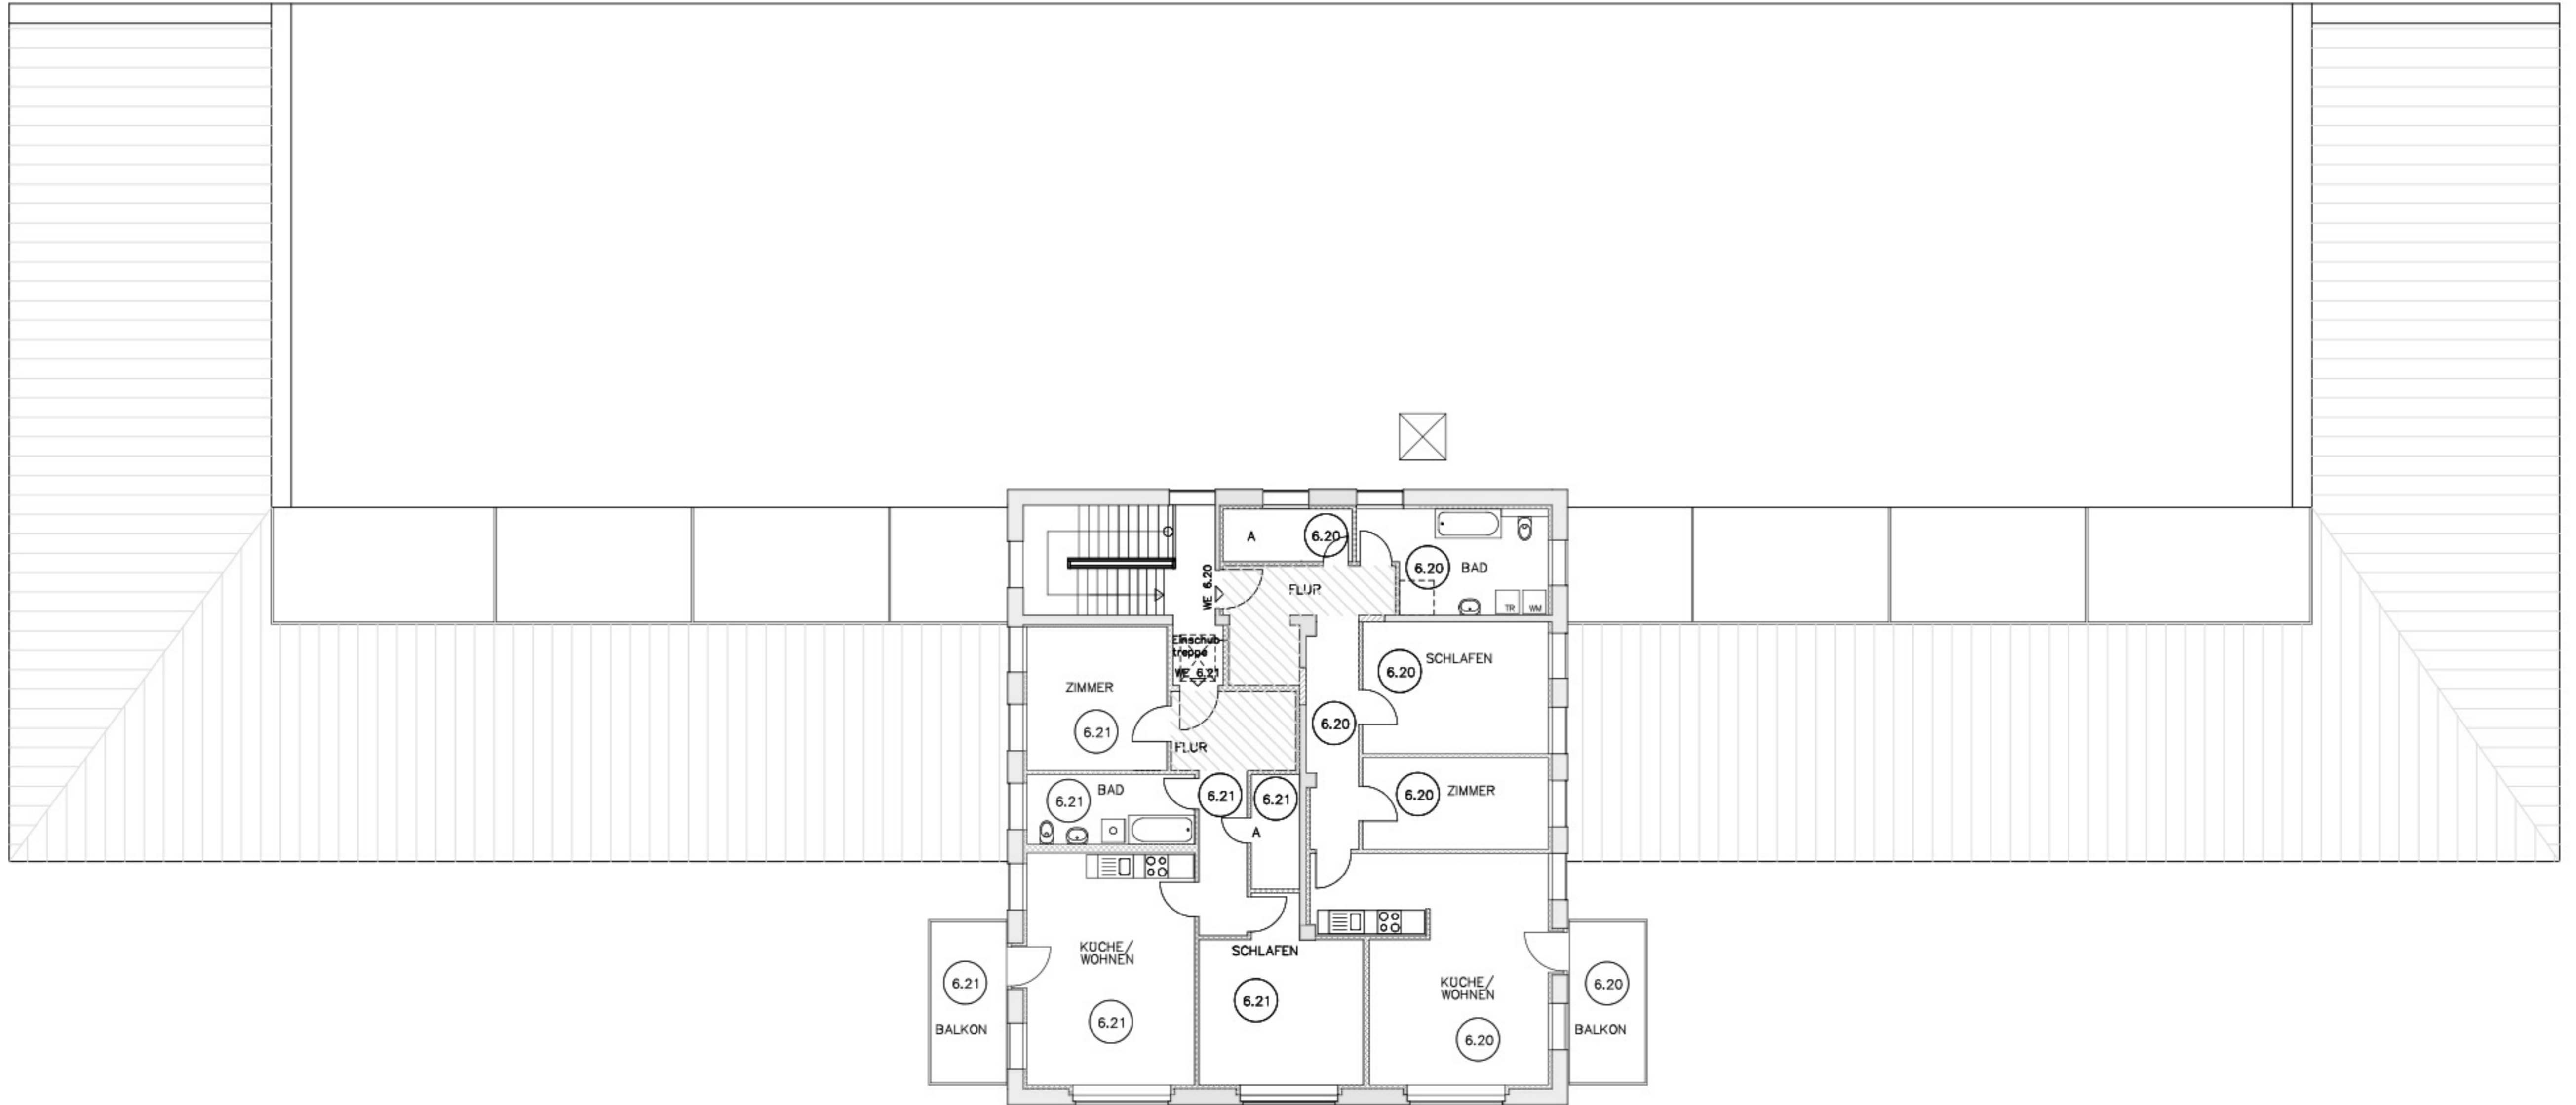 A
6.20
WE 6.20
FLUR
6.20
BAD
TR
WM
Einschub-
treppe
WE 6.21
6.20
SCHLAFEN
ZIMMER
6.21
6.20
FLUR
6.21
BAD
6.21
6.21
A
6.20
ZIMMER
KÜCHE/
WOHNEN
6.21
SCHLAFEN
6.21
KÜCHE/
WOHNEN
6.20
6.21
BALKON
6.20
BALKON